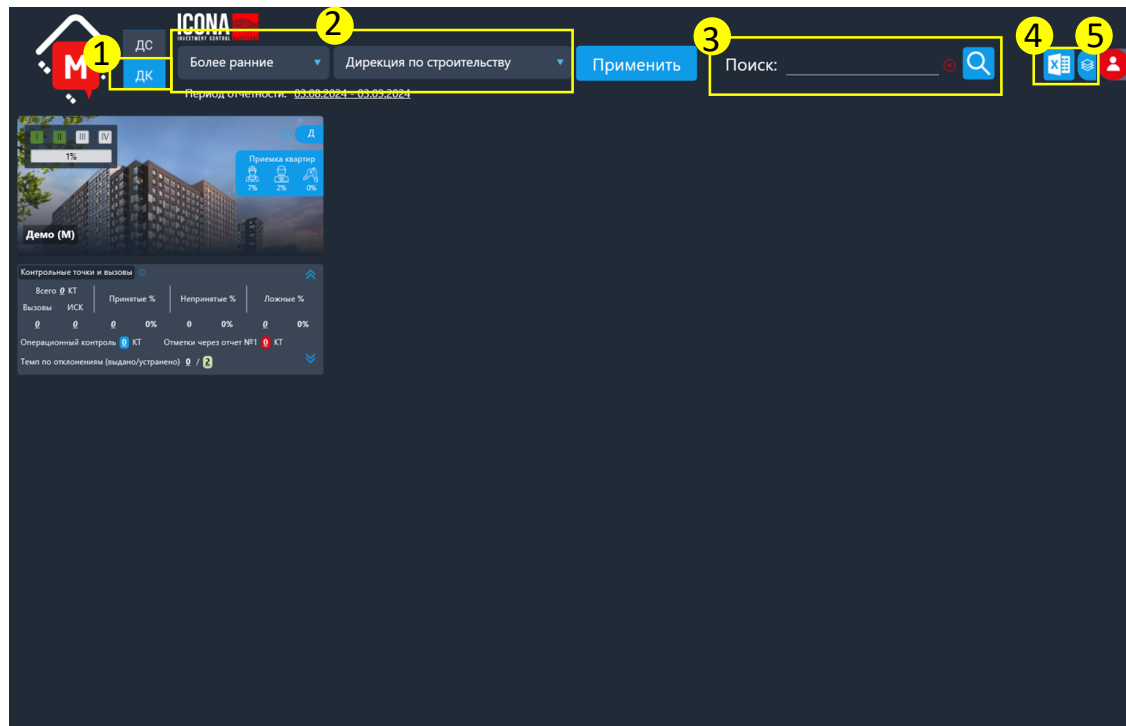 ICONA
INVESTMENT CONTROL
1
2
3
4
5
ДС
ДК
М
Более ранние
Дирекция по строительству
Применить
Поиск:
Период отчетности: 03.08.2024 - 03.09.2024
I II III IV
1%
Д
Приемка квартир
7% 2% 0%
Демо (М)
Контрольные точки и вызовы
Всего 0 КТ
Вызовы ИСК
Принятые % Непринятые % Ложные %
0 0 0 0% 0 0% 0 0%
Операционный контроль 0 КТ Отметки через отчет №1 0 КТ
Темп по отклонениям (выдано/устранено) 0 / 2